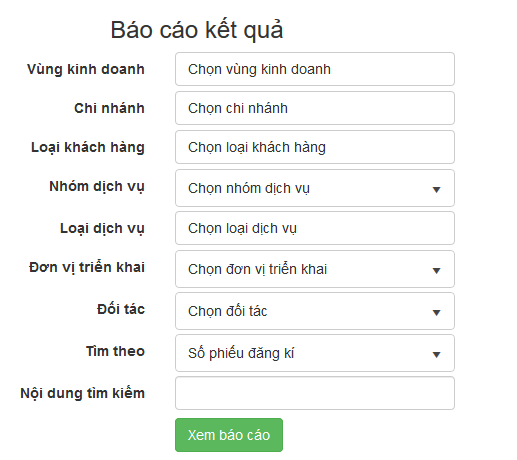 Báo cáo kết quả
Vùng kinh doanh Chọn vùng kinh doanh
Chi nhánh Chọn chi nhánh
Loại khách hàng Chọn loại khách hàng
Nhóm dịch vụ Chọn nhóm dịch vụ
Loại dịch vụ Chọn loại dịch vụ
Đơn vị triển khai Chọn đơn vị triển khai
Đối tác Chọn đối tác
Tìm theo Số phiếu đăng kí
Nội dung tìm kiếm
Xem báo cáo